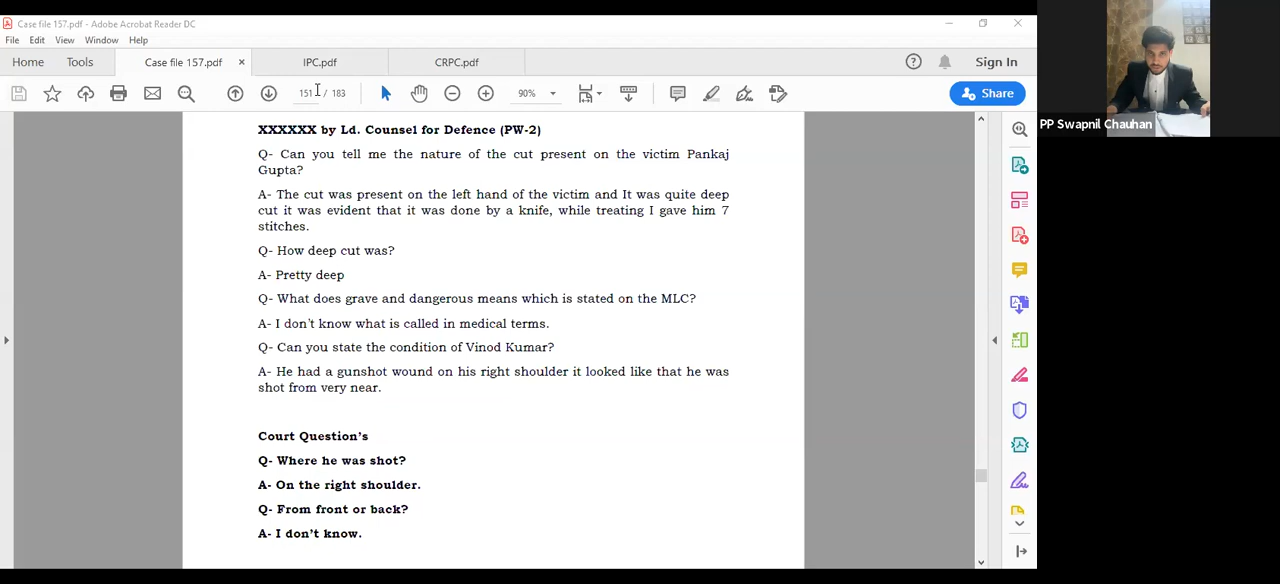 Case file 157.pdf - Adobe Acrobat Reader DC
File Edit View Window Help
Home Tools Case file 157.pdf × IPC.pdf CRPC.pdf Sign In
151 / 183 90% Share
PP Swapnil Chauhan
XXXXXX by Ld. Counsel for Defence (PW-2)
Q- Can you tell me the nature of the cut present on the victim Pankaj
Gupta?
A- The cut was present on the left hand of the victim and It was quite deep
cut it was evident that it was done by a knife, while treating I gave him 7
stitches.
Q- How deep cut was?
A- Pretty deep
Q- What does grave and dangerous means which is stated on the MLC?
A- I don't know what is called in medical terms.
Q- Can you state the condition of Vinod Kumar?
A- He had a gunshot wound on his right shoulder it looked like that he was
shot from very near.
Court Question's
Q- Where he was shot?
A- On the right shoulder.
Q- From front or back?
A- I don't know.